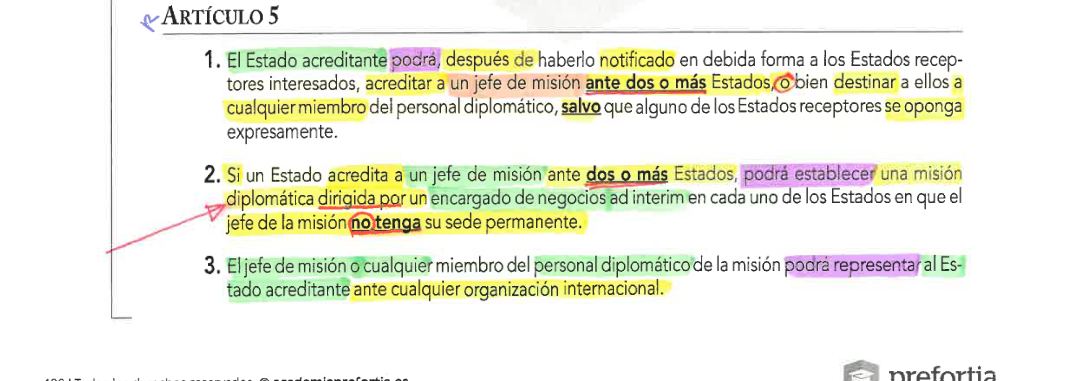 ARTÍCULO 5
1. El Estado acreditante podrá, después de haberlo notificado en debida forma a los Estados recep-
tores interesados, acreditar a un jefe de misión ante dos o más Estados, o bien destinar a ellos a
cualquier miembro del personal diplomático, salvo que alguno de los Estados receptores se oponga
expresamente.
2. Si un Estado acredita a un jefe de misión ante dos o más Estados, podrá establecer una misión
diplomática dirigida por un encargado de negocios ad interim en cada uno de los Estados en que el
jefe de la misión no tenga su sede permanente.
3. El jefe de misión o cualquier miembro del personal diplomático de la misión podrá representar al Es-
tado acreditante ante cualquier organización internacional.
prefortia